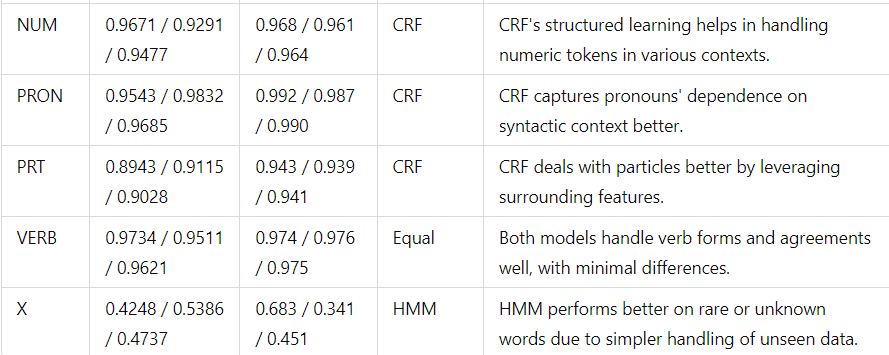 NUM 0.9671 / 0.9291 0.968 / 0.961 CRF CRF's structured learning helps in handling
/ 0.9477 / 0.964 numeric tokens in various contexts.
PRON 0.9543 / 0.9832 0.992 / 0.987 CRF CRF captures pronouns' dependence on
/ 0.9685 / 0.990 syntactic context better.
PRT 0.8943 / 0.9115 0.943 / 0.939 CRF CRF deals with particles better by leveraging
/ 0.9028 / 0.941 surrounding features.
VERB 0.9734 / 0.9511 0.974 / 0.976 Equal Both models handle verb forms and agreements
/ 0.9621 / 0.975 well, with minimal differences.
X 0.4248 / 0.5386 0.683 / 0.341 HMM HMM performs better on rare or unknown
/ 0.4737 / 0.451 words due to simpler handling of unseen data.